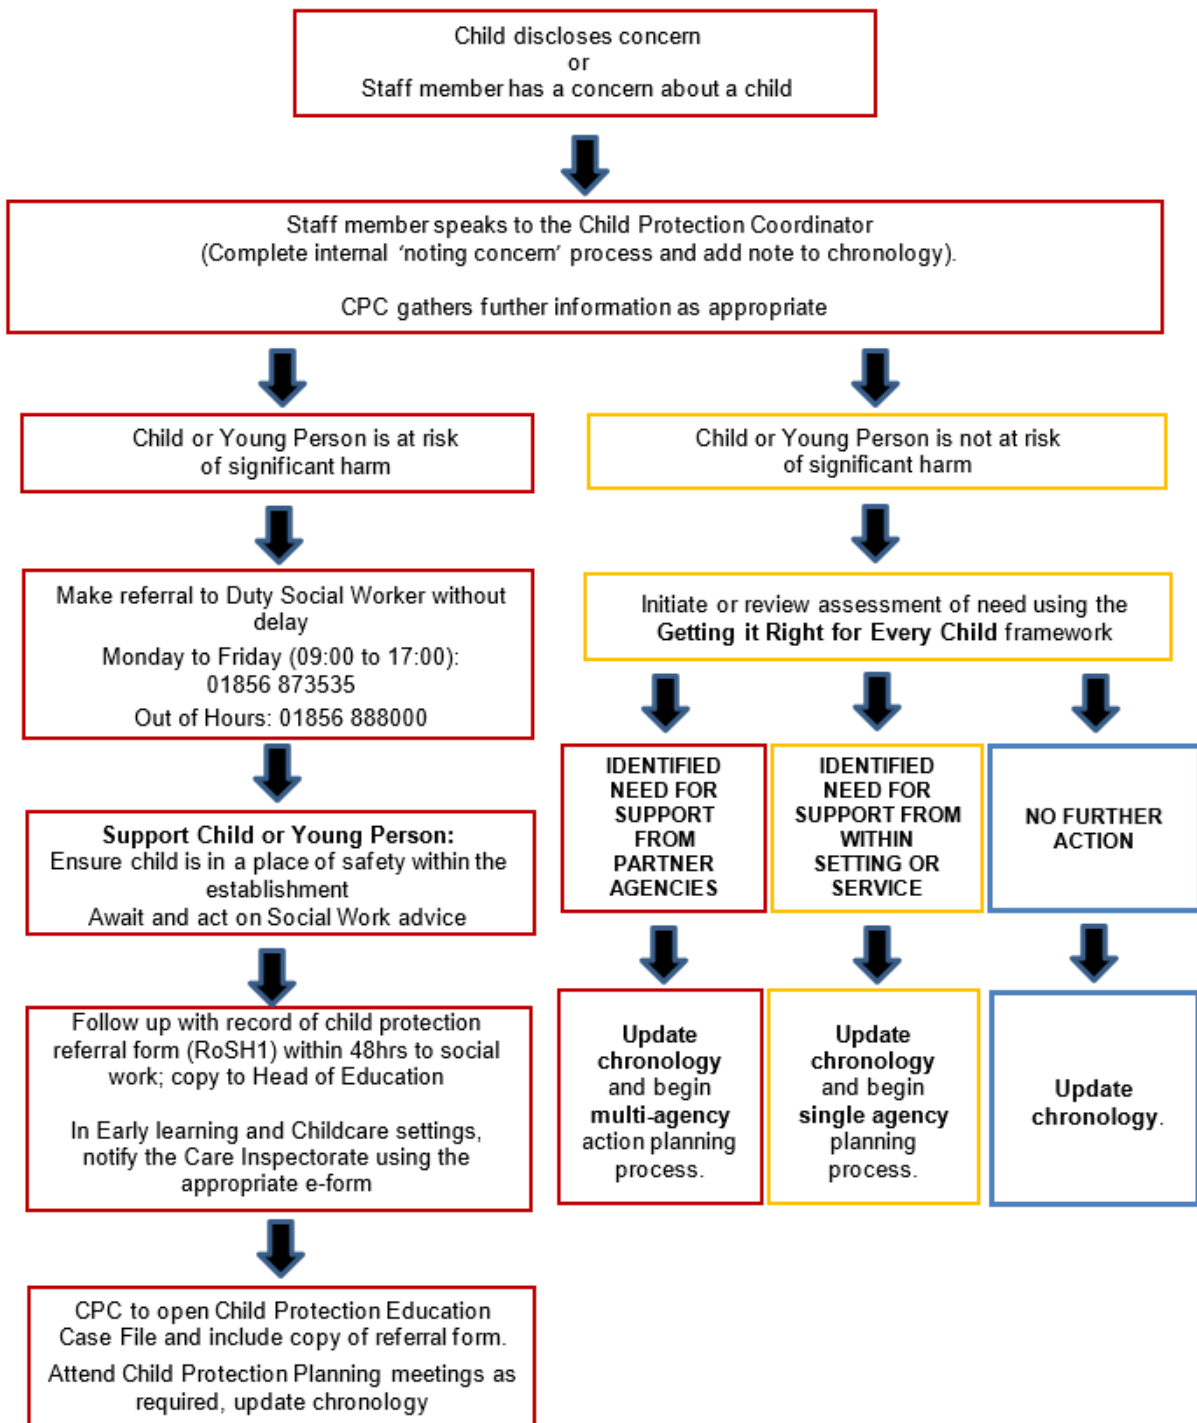 Child discloses concern
or
Staff member has a concern about a child
Staff member speaks to the Child Protection Coordinator
(Complete internal ‘noting concern’ process and add note to chronology).
CPC gathers further information as appropriate
Child or Young Person is at risk
of significant harm
Make referral to Duty Social Worker without
delay
Monday to Friday (09:00 to 17:00):
01856 873535
Out of Hours: 01856 888000
Support Child or Young Person:
Ensure child is in a place of safety within the
establishment
Await and act on Social Work advice
Follow up with record of child protection
referral form (RoSH1) within 48hrs to social
work; copy to Head of Education
In Early learning and Childcare settings,
notify the Care Inspectorate using the
appropriate e-form
CPC to open Child Protection Education
Case File and include copy of referral form.
Attend Child Protection Planning meetings as
required, update chronology
Child or Young Person is not at risk
of significant harm
Initiate or review assessment of need using the
Getting it Right for Every Child framework
IDENTIFIED
NEED FOR
SUPPORT
FROM
PARTNER
AGENCIES
Update
chronology
and begin
multi-agency
action planning
process.
IDENTIFIED
NEED FOR
SUPPORT FROM
WITHIN
SETTING OR
SERVICE
Update
chronology
and begin
single agency
planning
process.
NO FURTHER
ACTION
Update
chronology.